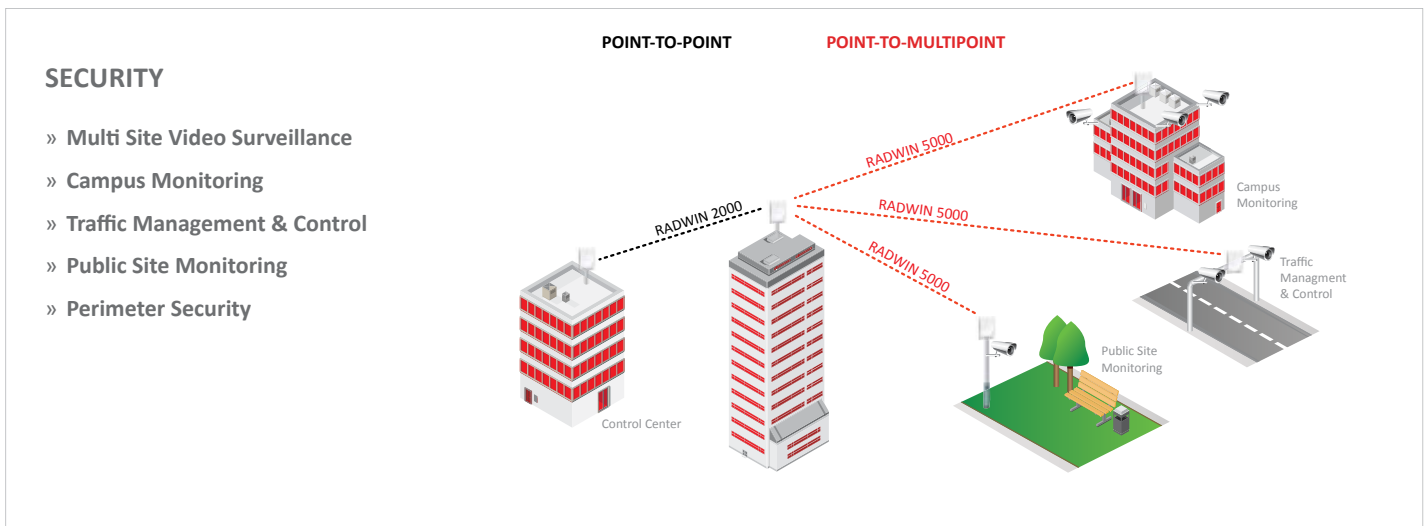 POINT-TO-POINT
POINT-TO-MULTIPOINT
SECURITY
» Multi Site Video Surveillance
» Campus Monitoring
» Traffic Management & Control
» Public Site Monitoring
» Perimeter Security
RADWIN 2000
RADWIN 5000
RADWIN 5000
RADWIN 5000
Campus
Monitoring
Traffic
Managment
& Control
Public Site
Monitoring
Control Center